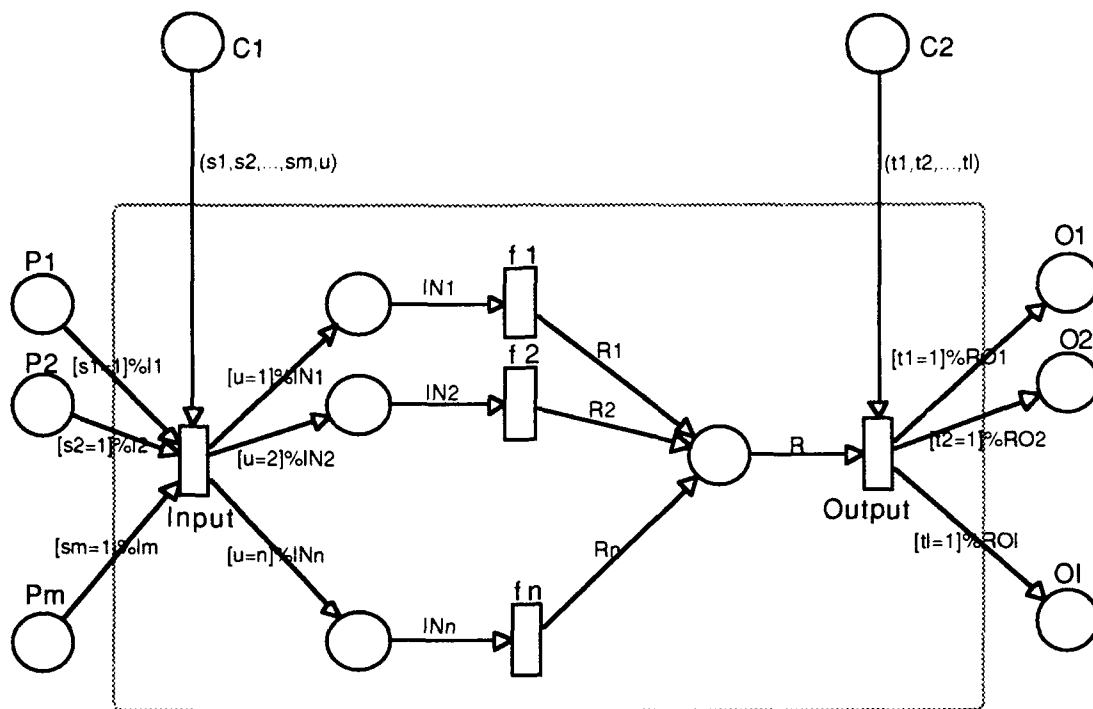 C1
C2
(s1,s2,...,sm,u)
(t1,t2,...,tl)
P1
f 1
O1
IN1
[s1=1]%I1
[u=1]%IN1
R1
[t1=1]%RO1
P2
f 2
O2
IN2
R2
[s2=1]%I2
[u=2]%IN2
R
[t2=1]%RO2
Input
Output
[sm=1]%Im
[u=n]%INn
Rn
[tl=1]%ROl
Pm
f n
Ol
INn